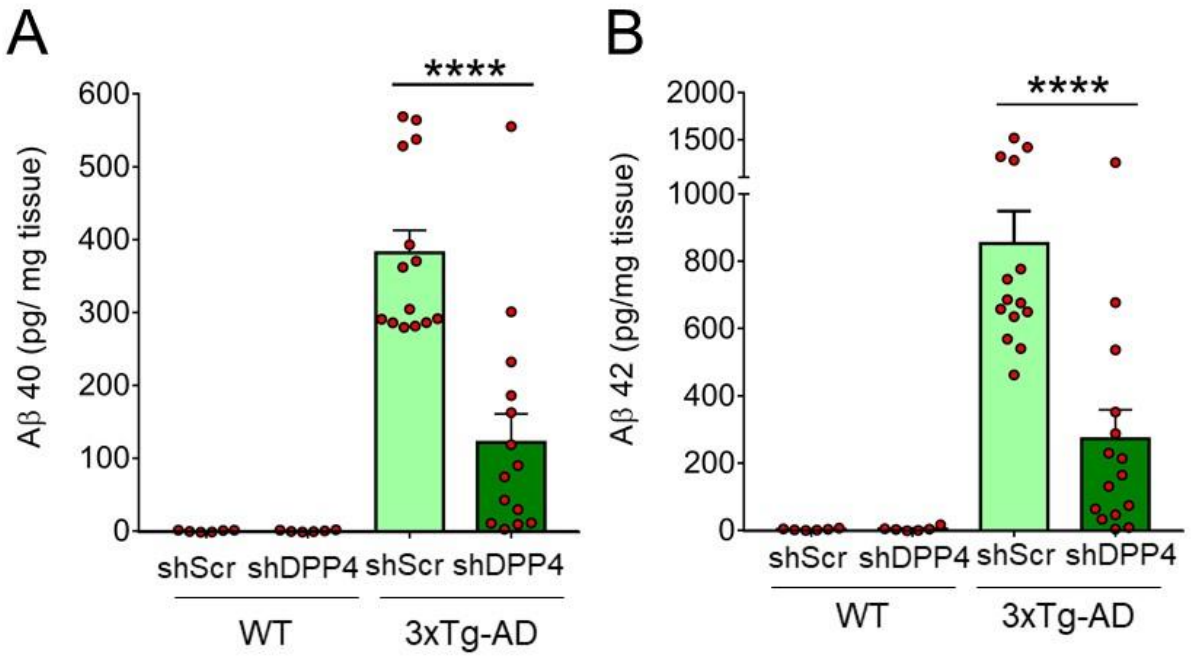 A
Aβ 40 (pg/ mg tissue)
600
500
400
300
200
100
0
****
shScr shDPP4 shScr shDPP4
WT 3xTg-AD
B
Aβ 42 (pg/mg tissue)
2000
1500
1000
800
600
400
200
0
****
shScr shDPP4 shScr shDPP4
WT 3xTg-AD